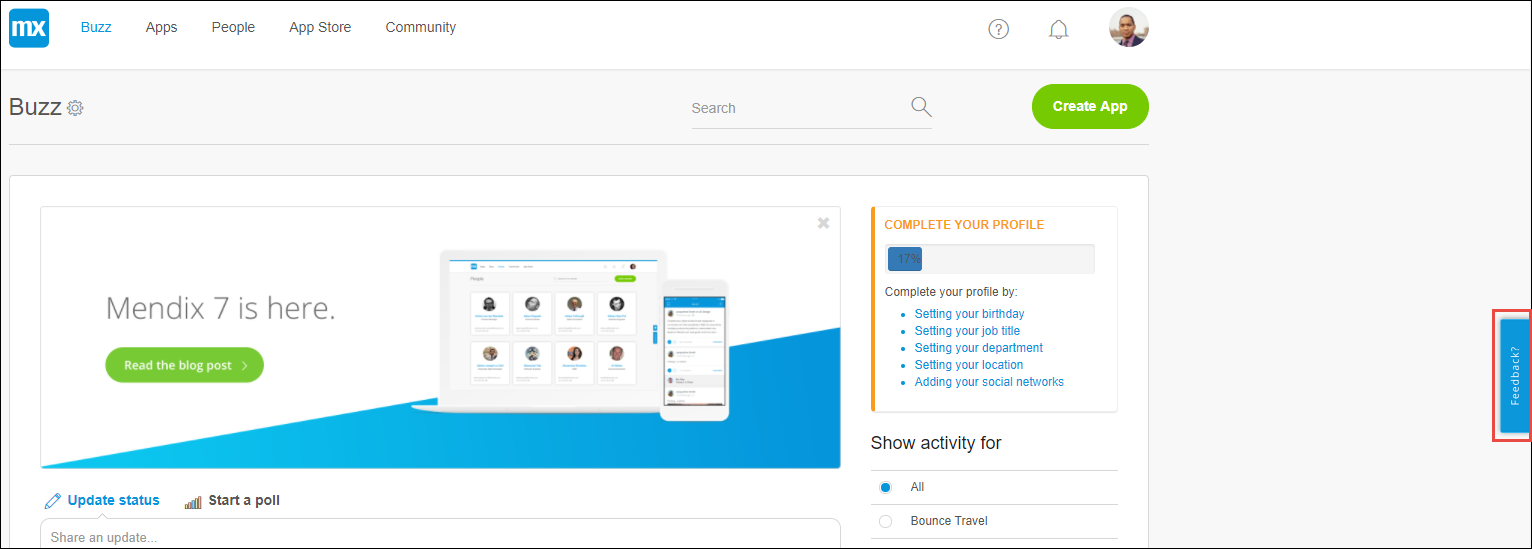 mx
Buzz Apps People App Store Community
Buzz
Search
Create App
Mendix 7 is here.
Read the blog post
COMPLETE YOUR PROFILE
17%
Complete your profile by:
Setting your birthday
Setting your job title
Setting your department
Setting your location
Adding your social networks
Feedback?
Show activity for
All
Bounce Travel
Update status
Start a poll
Share an update...